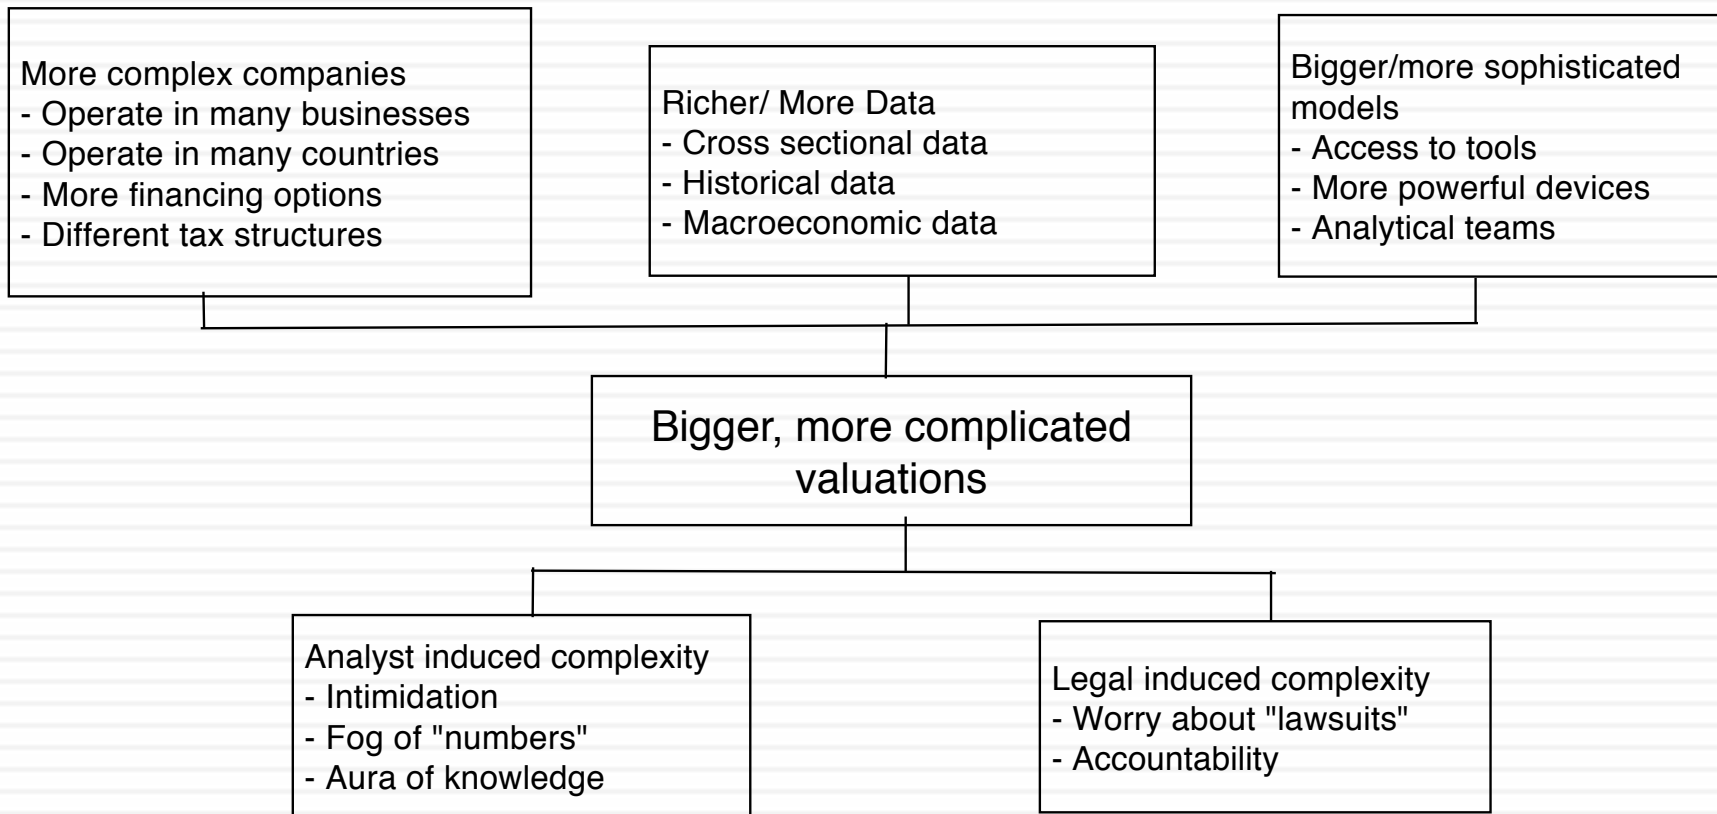 More complex companies
- Operate in many businesses
- Operate in many countries
- More financing options
- Different tax structures
Richer/ More Data
- Cross sectional data
- Historical data
- Macroeconomic data
Bigger/more sophisticated
models
- Access to tools
- More powerful devices
- Analytical teams
Bigger, more complicated
valuations
Analyst induced complexity
- Intimidation
- Fog of "numbers"
- Aura of knowledge
Legal induced complexity
- Worry about "lawsuits"
- Accountability